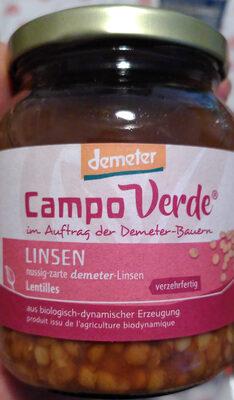 demeter
Campo Verde®
im Auftrag der Demeter-Bauern
LINSEN
nussig-zarte demeter-Linsen
Lentilles
verzehrfertig
aus biologisch-dynamischer Erzeugung
produit issu de l'agriculture biodynamique